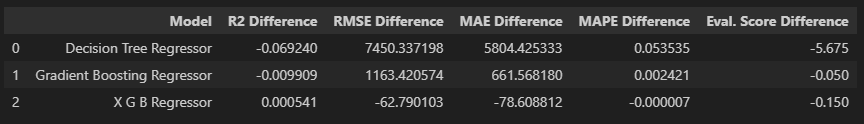 Model R2 Difference RMSE Difference MAE Difference MAPE Difference Eval. Score Difference
0 Decision Tree Regressor -0.069240 7450.337198 5804.425333 0.053535 -5.675
1 Gradient Boosting Regressor -0.009909 1163.420574 661.568180 0.002421 -0.050
2 X G B Regressor 0.000541 -62.790103 -78.608812 -0.000007 -0.150